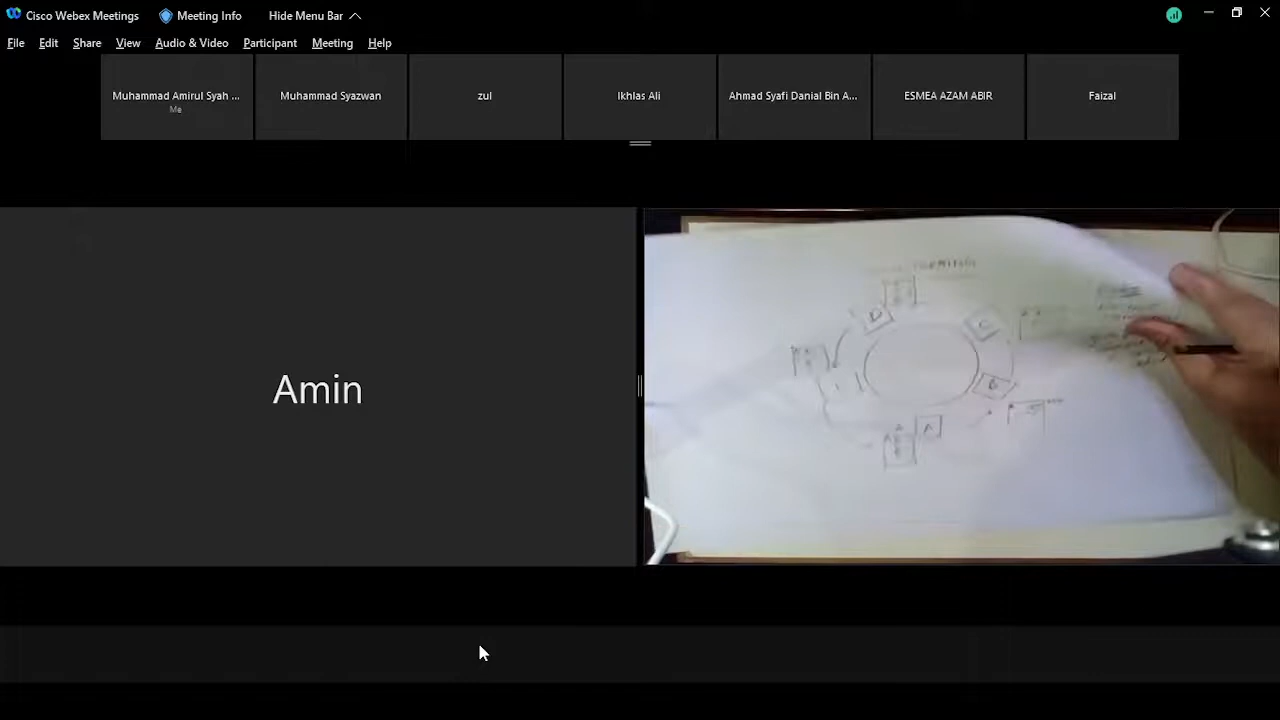 Cisco Webex Meetings Meeting Info Hide Menu Bar
File Edit Share View Audio & Video Participant Meeting Help
Muhammad Amirul Syah ...
Me
Muhammad Syazwan
zul
Ikhlas Ali
Ahmad Syafi Danial Bin A...
ESMEA AZAM ABIR
Faizal
Amin
D
C
B
A